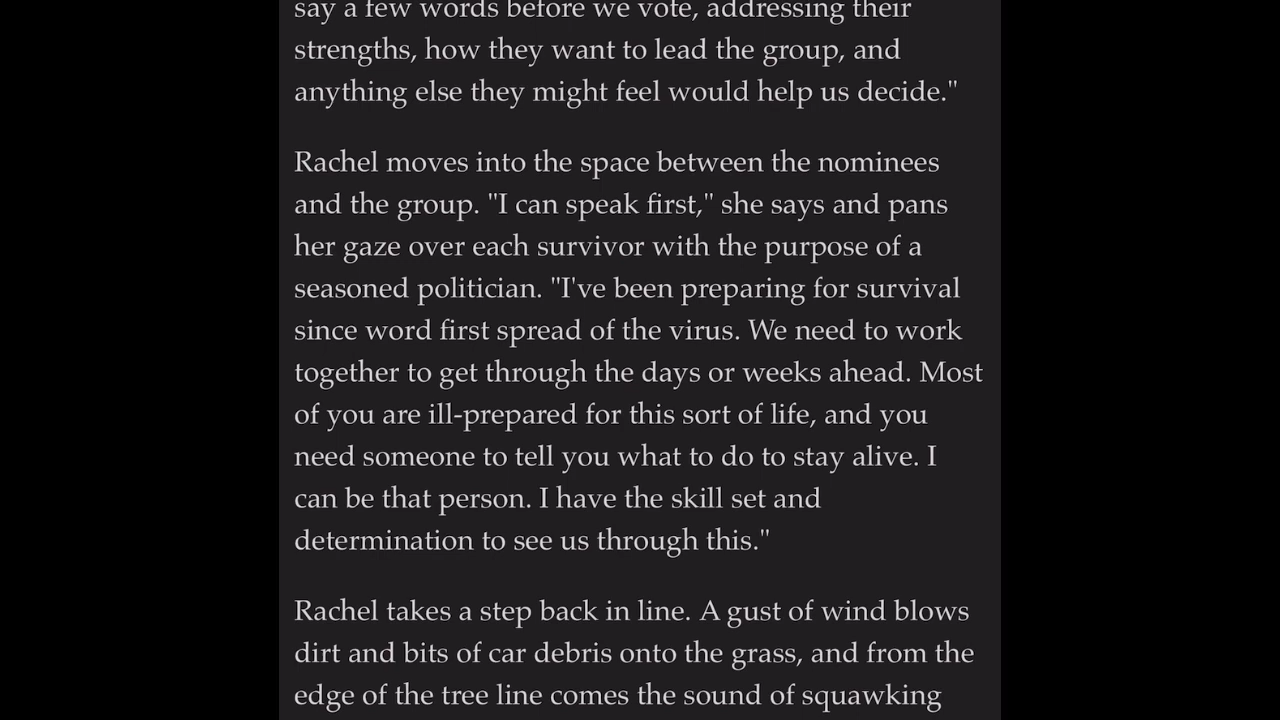 say a few words before we vote, addressing their
strengths, how they want to lead the group, and
anything else they might feel would help us decide."
Rachel moves into the space between the nominees
and the group. "I can speak first," she says and pans
her gaze over each survivor with the purpose of a
seasoned politician. "I've been preparing for survival
since word first spread of the virus. We need to work
together to get through the days or weeks ahead. Most
of you are ill-prepared for this sort of life, and you
need someone to tell you what to do to stay alive. I
can be that person. I have the skill set and
determination to see us through this."
Rachel takes a step back in line. A gust of wind blows
dirt and bits of car debris onto the grass, and from the
edge of the tree line comes the sound of squawking